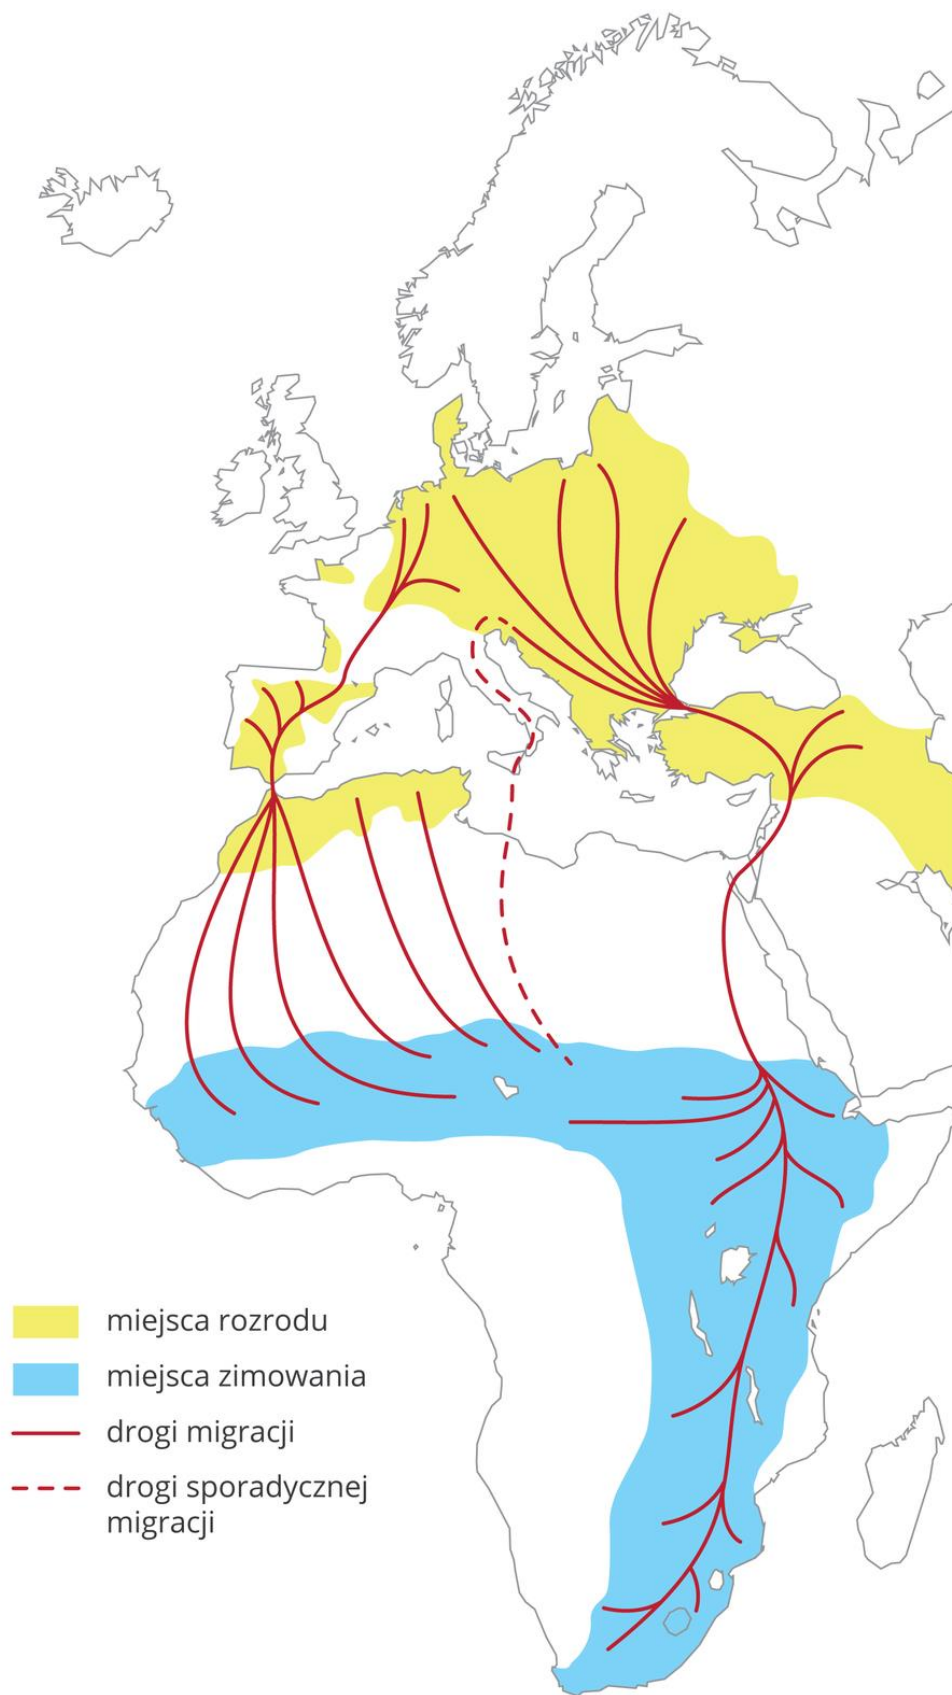 miejsca rozrodu
miejsca zimowania
drogi migracji
drogi sporadycznej
migracji